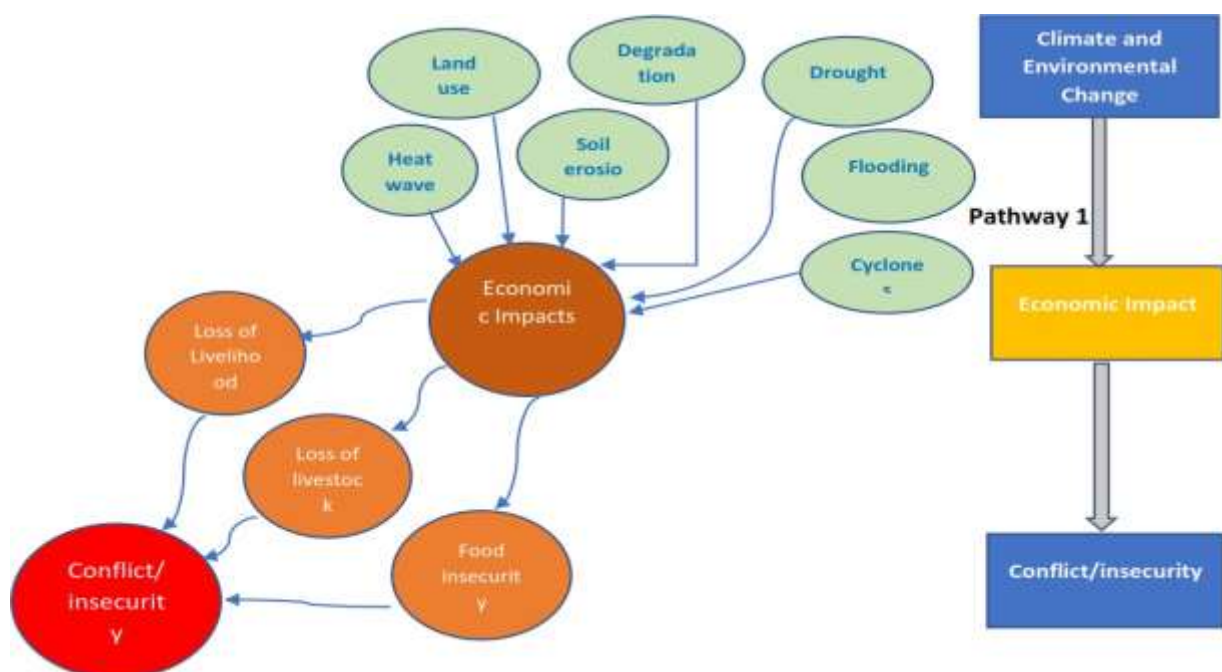 Land
use
Degrada
tion
Drought
Climate and
Environmental
Change
Heat
wave
Soil
erosio
Flooding
Pathway 1
Cyclone
Economi
c Impacts
Economic Impact
Loss of
Liveliho
od
Loss of
livestoc
k
Food
insecurit
y
Conflict/
insecurit
y
Conflict/insecurity